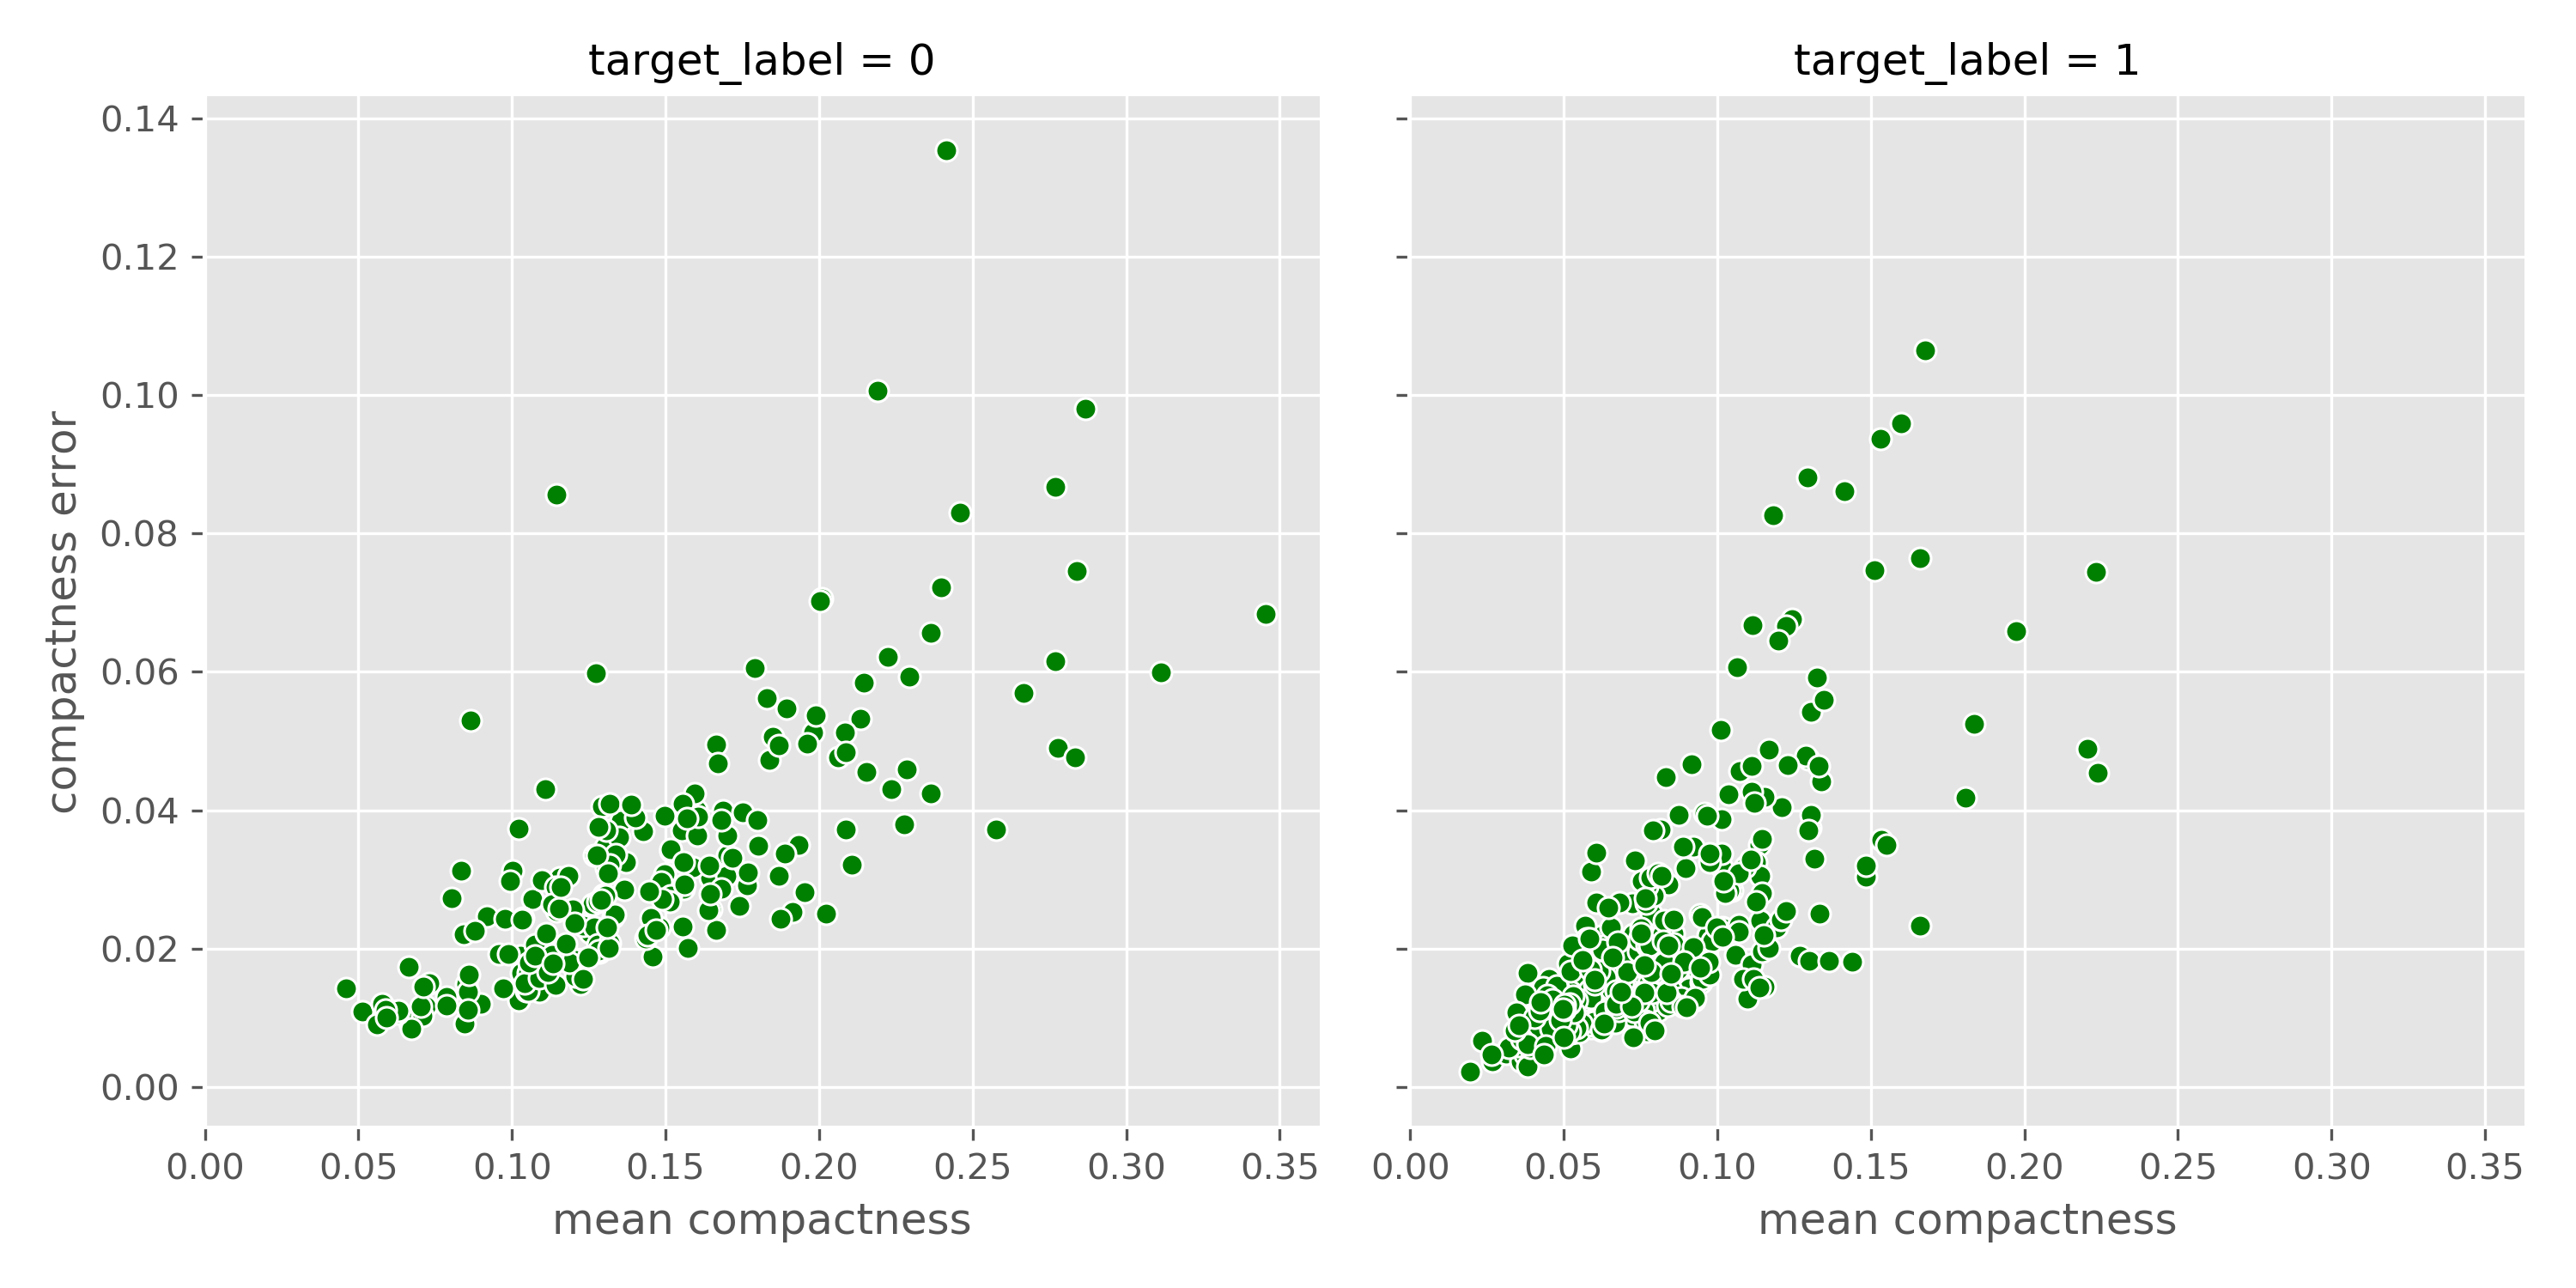 target_label = 0
target_label = 1
0.14
0.12
0.10
0.08
0.06
0.04
0.02
0.00
compactness error
0.00 0.05 0.10 0.15 0.20 0.25 0.30 0.35
0.00 0.05 0.10 0.15 0.20 0.25 0.30 0.35
mean compactness
mean compactness